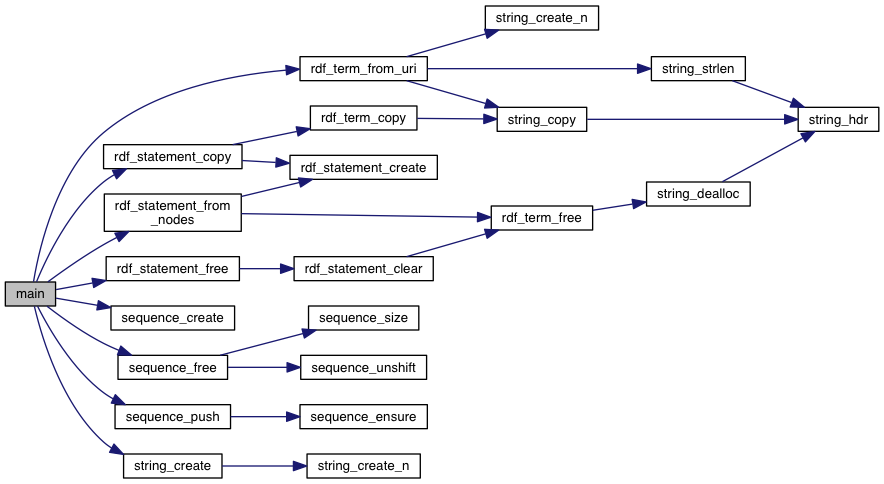 string_create_n
rdf_term_from_uri
string_strlen
rdf_term_copy
string_copy
string_hdr
rdf_statement_copy
rdf_statement_create
string_dealloc
rdf_statement_from
_nodes
rdf_term_free
rdf_statement_free
rdf_statement_clear
main
sequence_create
sequence_size
sequence_free
sequence_unshift
sequence_push
sequence_ensure
string_create
string_create_n